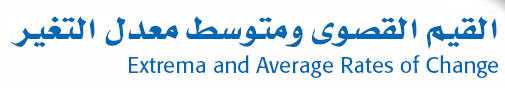 القيم القصوى ومتوسط معدل التغير
Extrema and Average Rates of Change